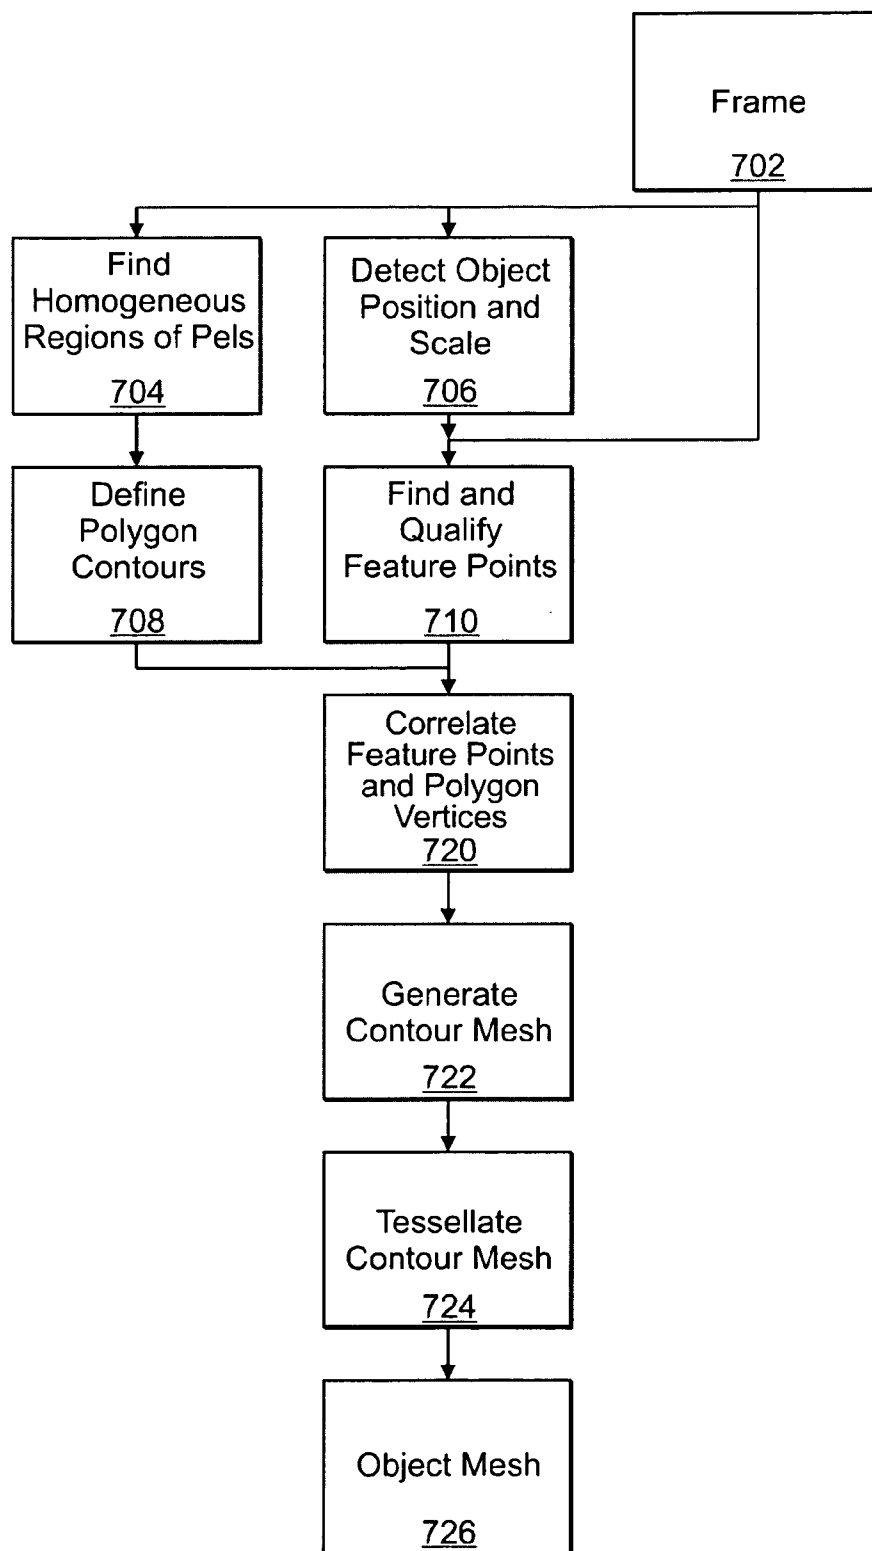 Frame
702
Find
Homogeneous
Regions of Pels
704
Detect Object
Position and
Scale
706
Define
Polygon
Contours
708
Find and
Qualify
Feature Points
710
Correlate
Feature Points
and Polygon
Vertices
720
Generate
Contour Mesh
722
Tessellate
Contour Mesh
724
Object Mesh
726